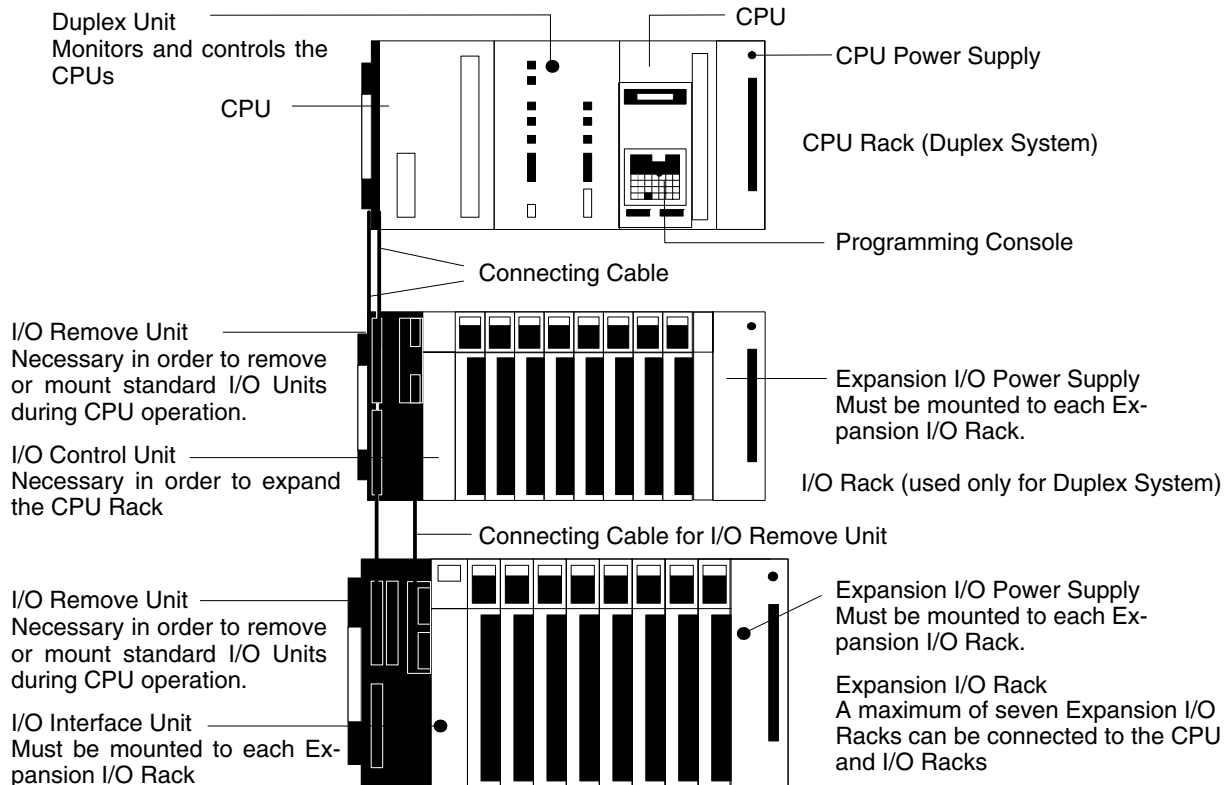 Duplex Unit
Monitors and controls the
CPUs
CPU
CPU
CPU Power Supply
CPU Rack (Duplex System)
Programming Console
Connecting Cable
I/O Remove Unit
Necessary in order to remove
or mount standard I/O Units
during CPU operation.
I/O Control Unit
Necessary in order to expand
the CPU Rack
Expansion I/O Power Supply
Must be mounted to each Ex-
pansion I/O Rack.
I/O Rack (used only for Duplex System)
Connecting Cable for I/O Remove Unit
I/O Remove Unit
Necessary in order to remove
or mount standard I/O Units
during CPU operation.
I/O Interface Unit
Must be mounted to each Ex-
pansion I/O Rack
Expansion I/O Power Supply
Must be mounted to each Ex-
pansion I/O Rack.
Expansion I/O Rack
A maximum of seven Expansion I/O
Racks can be connected to the CPU
and I/O Racks